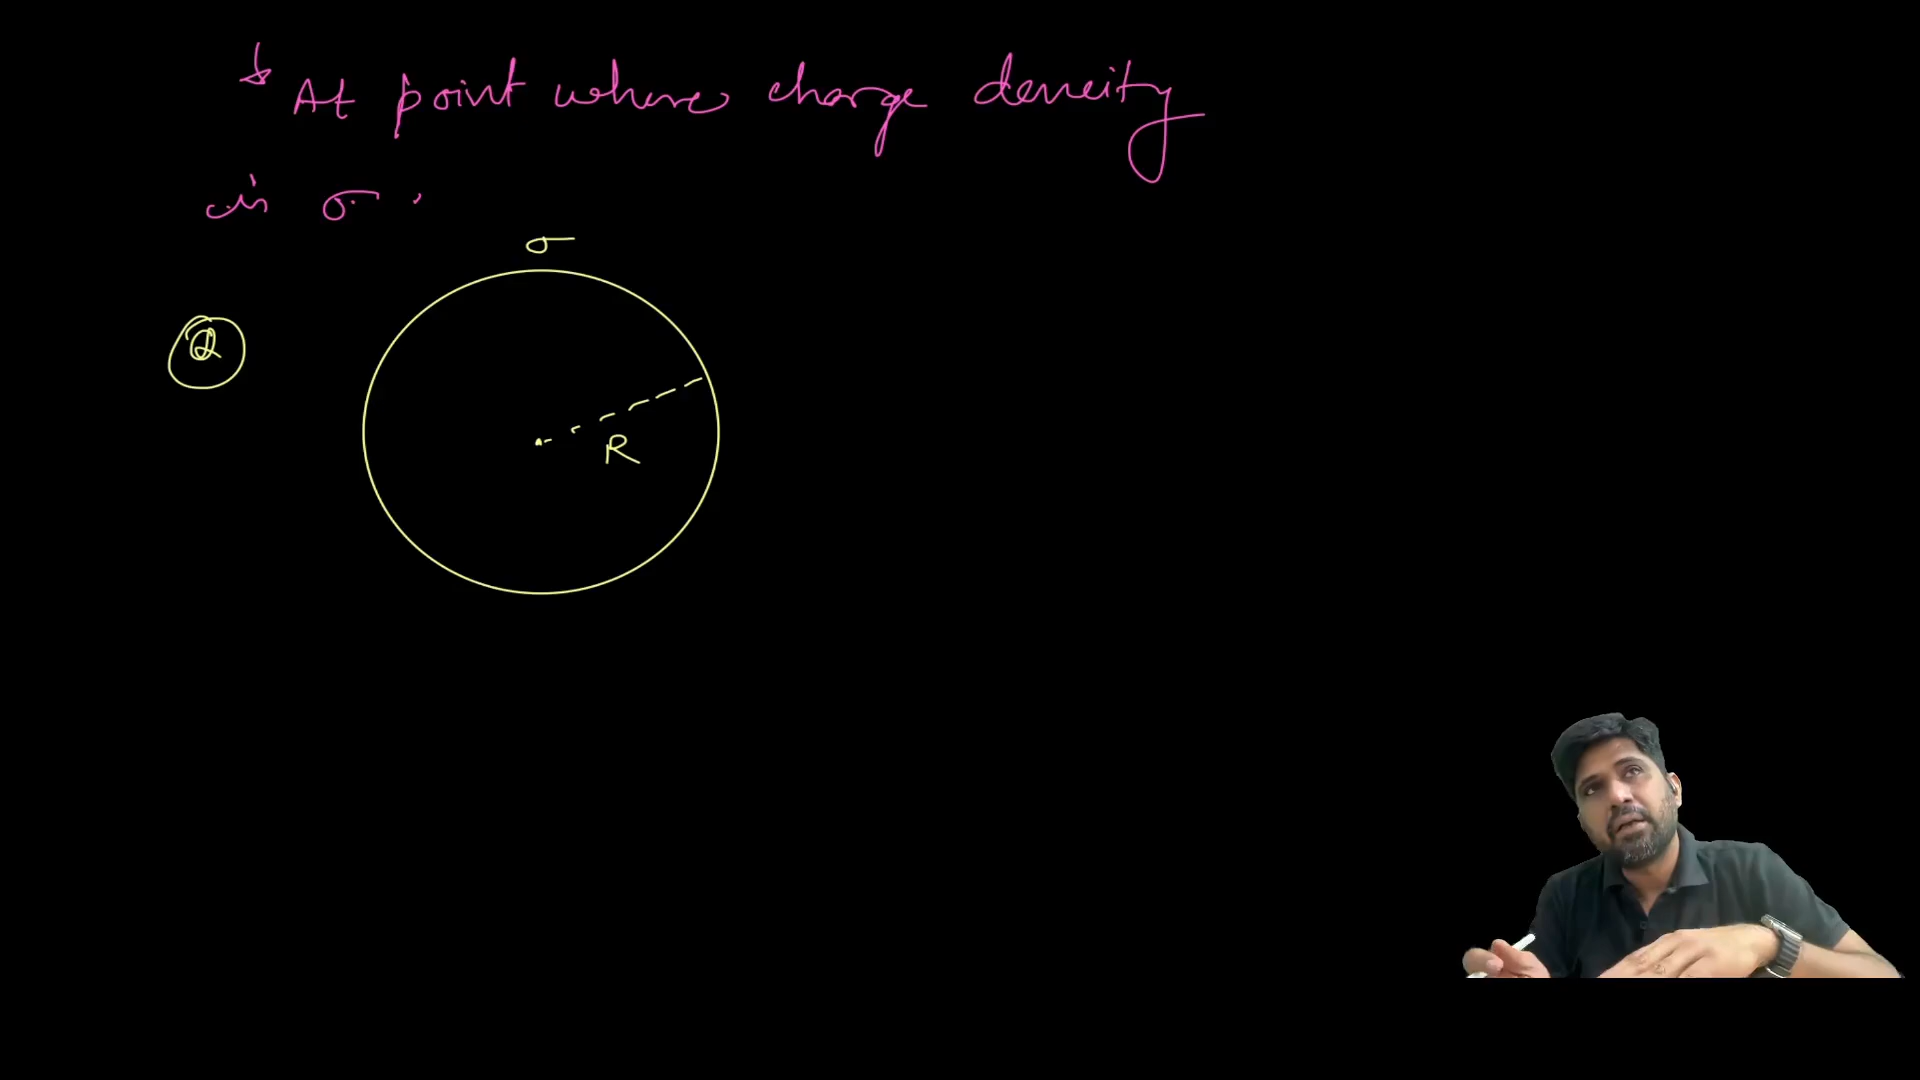 ↓ At point where charge density
is σ.
σ
Q
R